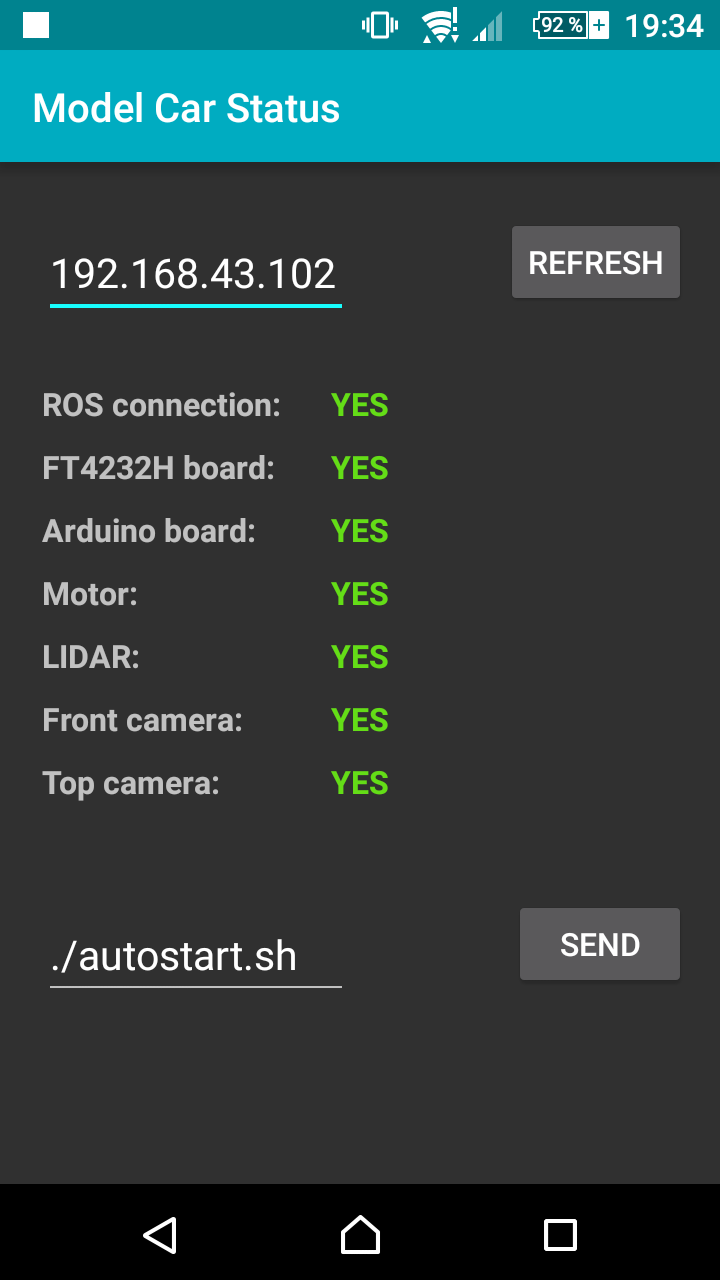 92 % 19:34
Model Car Status
192.168.43.102 REFRESH
ROS connection: YES
FT4232H board: YES
Arduino board: YES
Motor: YES
LIDAR: YES
Front camera: YES
Top camera: YES
./autostart.sh SEND